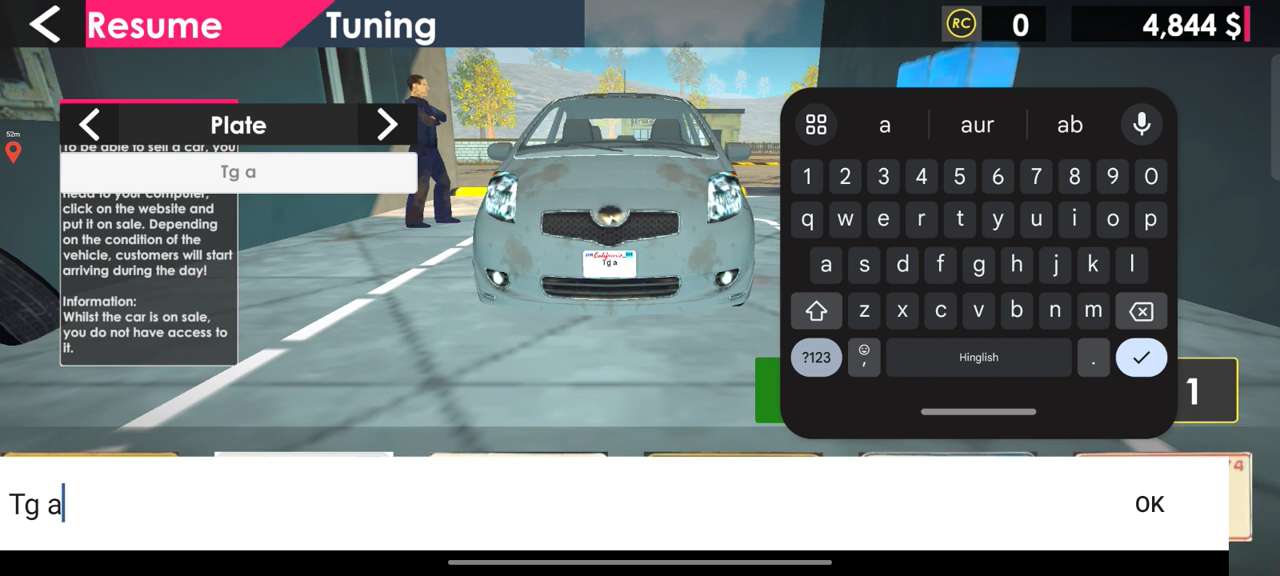 Resume
Tuning
RC
0
4,844 $
52m
Plate
To be able to sell a car, you
Tg a
need to your computer,
click on the website and
put it on sale. Depending
on the condition of the
vehicle, customers will start
arriving during the day!
Information:
Whilst the car is on sale,
you do not have access to
it.
California
Tg a
a
aur
ab
1 2 3 4 5 6 7 8 9 0
q w e r t y u i o p
a s d f g h j k l
z x c v b n m
?123
,
Hinglish
.
1
4
Tg a
OK